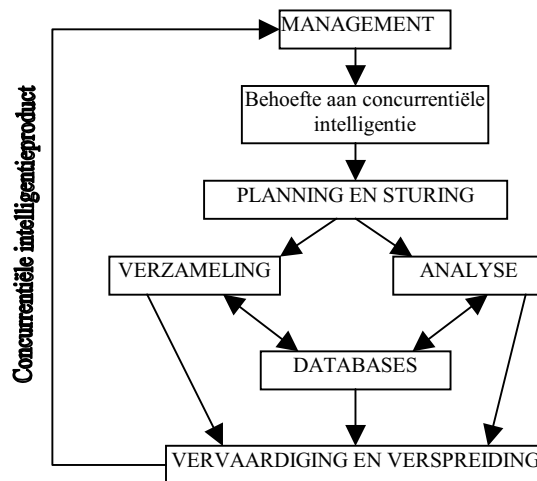 MANAGEMENT
Behoefte aan concurrentiële
intelligentie
PLANNING EN STURING
VERZAMELING
ANALYSE
DATABASES
VERVAARDIGING EN VERSPREIDING
Concurrentiële intelligentieproduct